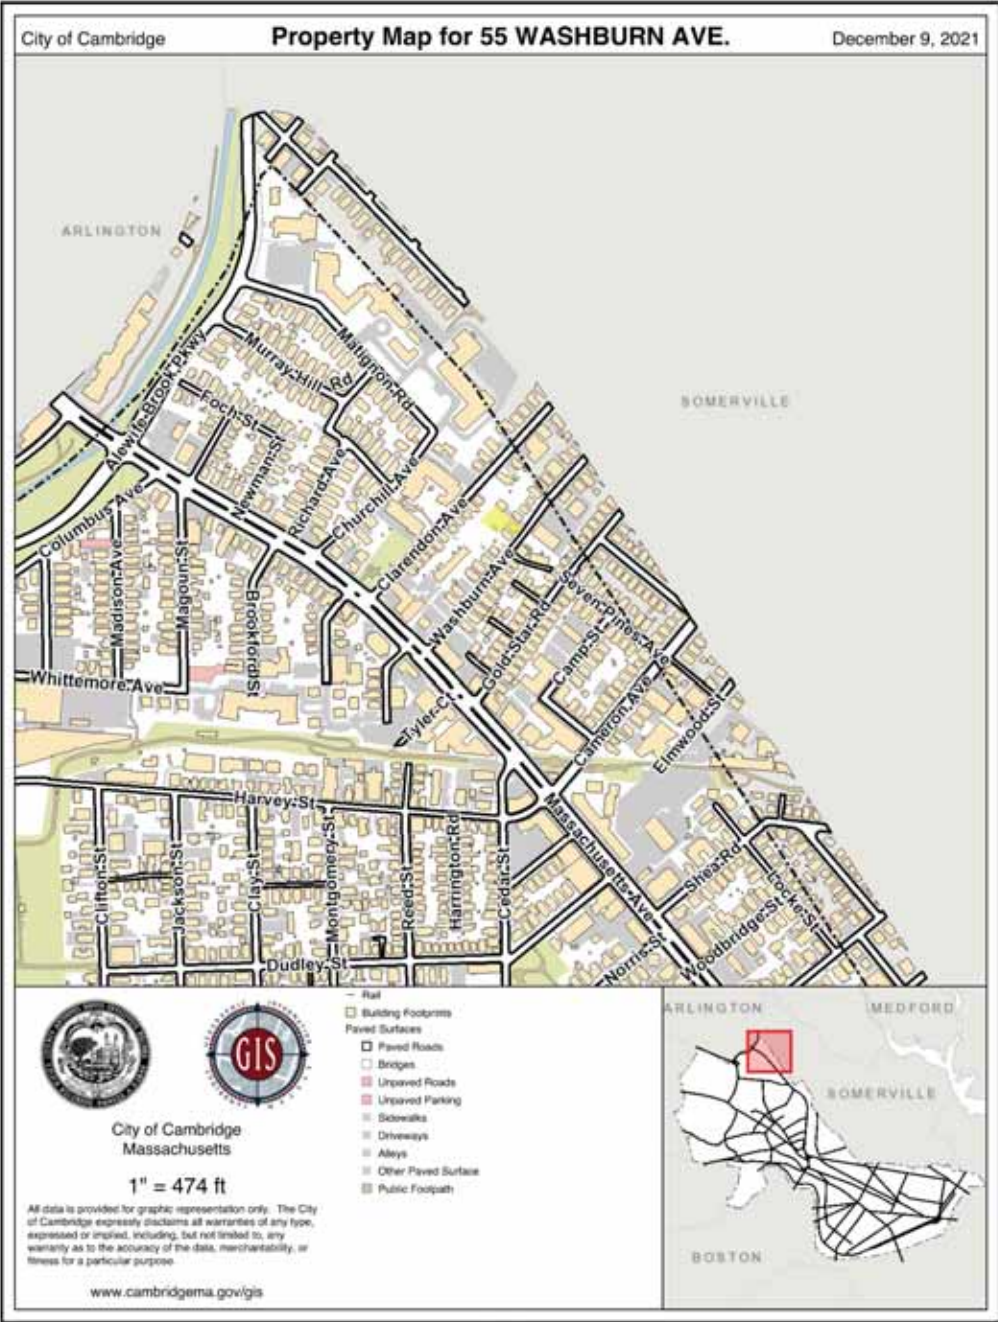 City of Cambridge
Property Map for 55 WASHBURN AVE.
December 9, 2021
ARLINGTON
SOMERVILLE
Alewife Brook Pkwy
Murray Hill Rd
Matignon Rd
Foch St
Newman St
Richard Ave
Churchill Ave
Clarendon Ave
Washburn Ave
Columbus Ave
Madison Ave
Magoun St
Brookford St
Whittemore Ave
Gold Star Rd
Seven Pines Ave
Camp St
Cameron Ave
Elmwood St
Tyler Ct
Harvey St
Massachusetts Ave
Clifton St
Jackson St
Clay St
Montgomery St
Reed St
Harrington Rd
Cedar St
Dudley St
Shea Rd
Locke St
Woodbridge St
Norris St
GIS
City of Cambridge
Massachusetts
1" = 474 ft
All data is provided for graphic representation only. The City
of Cambridge expressly disclaims all warranties of any type,
expressed or implied, including, but not limited to, any
warranty as to the accuracy of the data, merchantability, or
fitness for a particular purpose.
www.cambridgema.gov/gis
Rail
Building Footprints
Paved Surfaces
Paved Roads
Bridges
Unpaved Roads
Unpaved Parking
Sidewalks
Driveways
Alleys
Other Paved Surface
Public Footpath
ARLINGTON
MEDFORD
SOMERVILLE
BOSTON